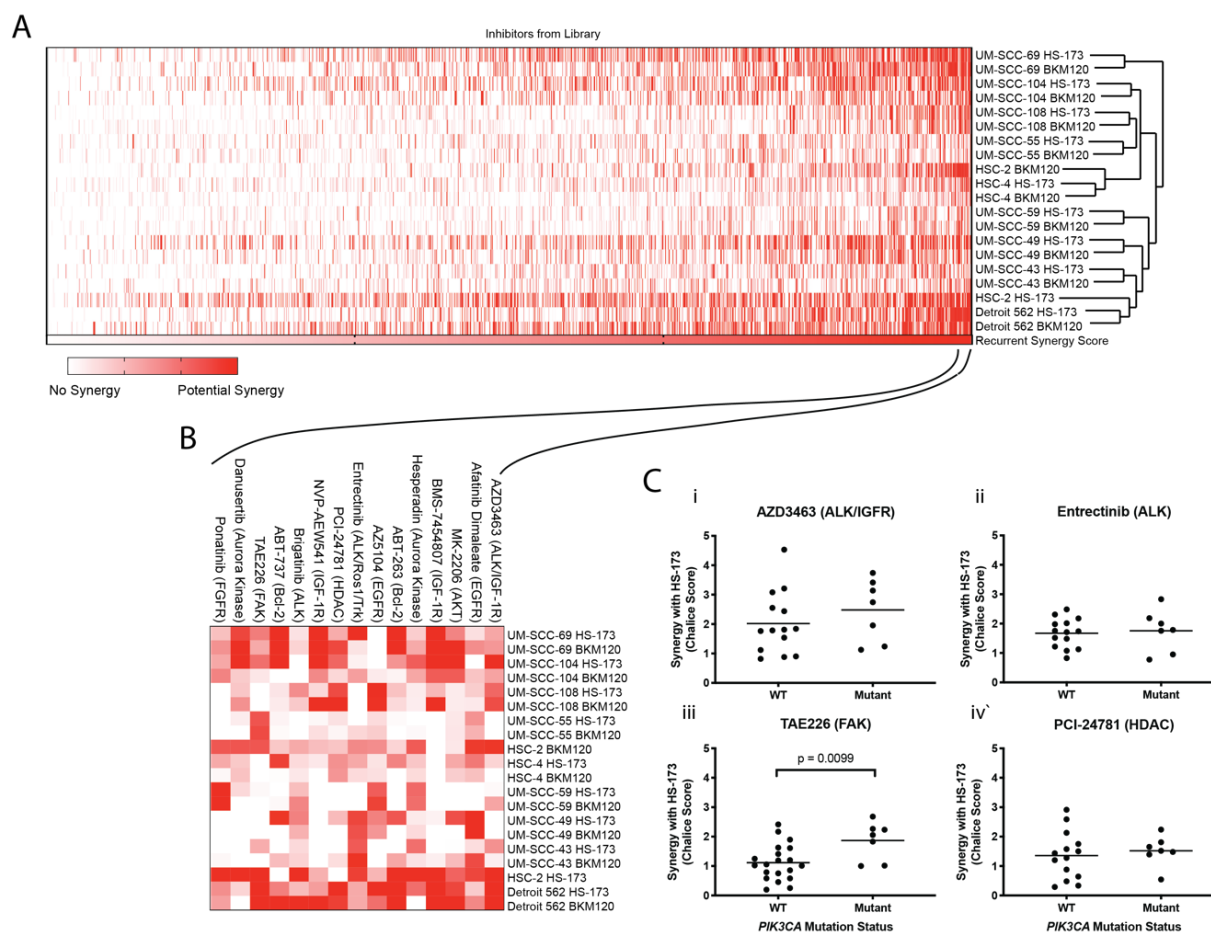 A
Inhibitors from Library
UM-SCC-69 HS-173
UM-SCC-69 BKM120
UM-SCC-104 HS-173
UM-SCC-104 BKM120
UM-SCC-108 HS-173
UM-SCC-108 BKM120
UM-SCC-55 HS-173
UM-SCC-55 BKM120
HSC-2 BKM120
HSC-4 HS-173
HSC-4 BKM120
UM-SCC-59 HS-173
UM-SCC-59 BKM120
UM-SCC-49 HS-173
UM-SCC-49 BKM120
UM-SCC-43 HS-173
UM-SCC-43 BKM120
HSC-2 HS-173
Detroit 562 HS-173
Detroit 562 BKM120
Recurrent Synergy Score
No Synergy
Potential Synergy
B
Ponatinib (FGFR)
Danusertib (Aurora Kinase)
TAE226 (FAK)
ABT-737 (Bcl-2)
Brigatinib (ALK)
NVP-AEW541 (IGF-1R)
PCI-24781 (HDAC)
Entrectinib (ALK/Ros1/Trk)
AZ5104 (EGFR)
ABT-263 (Bcl-2)
Hesperadin (Aurora Kinase)
BMS-7454807 (IGF-1R)
MK-2206 (AKT)
Afatinib Dimaleate (EGFR)
AZD3463 (ALK/IGF-1R)
UM-SCC-69 HS-173
UM-SCC-69 BKM120
UM-SCC-104 HS-173
UM-SCC-104 BKM120
UM-SCC-108 HS-173
UM-SCC-108 BKM120
UM-SCC-55 HS-173
UM-SCC-55 BKM120
HSC-2 BKM120
HSC-4 HS-173
HSC-4 BKM120
UM-SCC-59 HS-173
UM-SCC-59 BKM120
UM-SCC-49 HS-173
UM-SCC-49 BKM120
UM-SCC-43 HS-173
UM-SCC-43 BKM120
HSC-2 HS-173
Detroit 562 HS-173
Detroit 562 BKM120
C
i
AZD3463 (ALK/IGFR)
Synergy with HS-173
(Chalice Score)
5
4
3
2
1
0
WT
Mutant
ii
Entrectinib (ALK)
Synergy with HS-173
(Chalice Score)
5
4
3
2
1
0
WT
Mutant
iii
TAE226 (FAK)
p = 0.0099
Synergy with HS-173
(Chalice Score)
5
4
3
2
1
0
WT
Mutant
PIK3CA Mutation Status
iv`
PCI-24781 (HDAC)
Synergy with HS-173
(Chalice Score)
5
4
3
2
1
0
WT
Mutant
PIK3CA Mutation Status